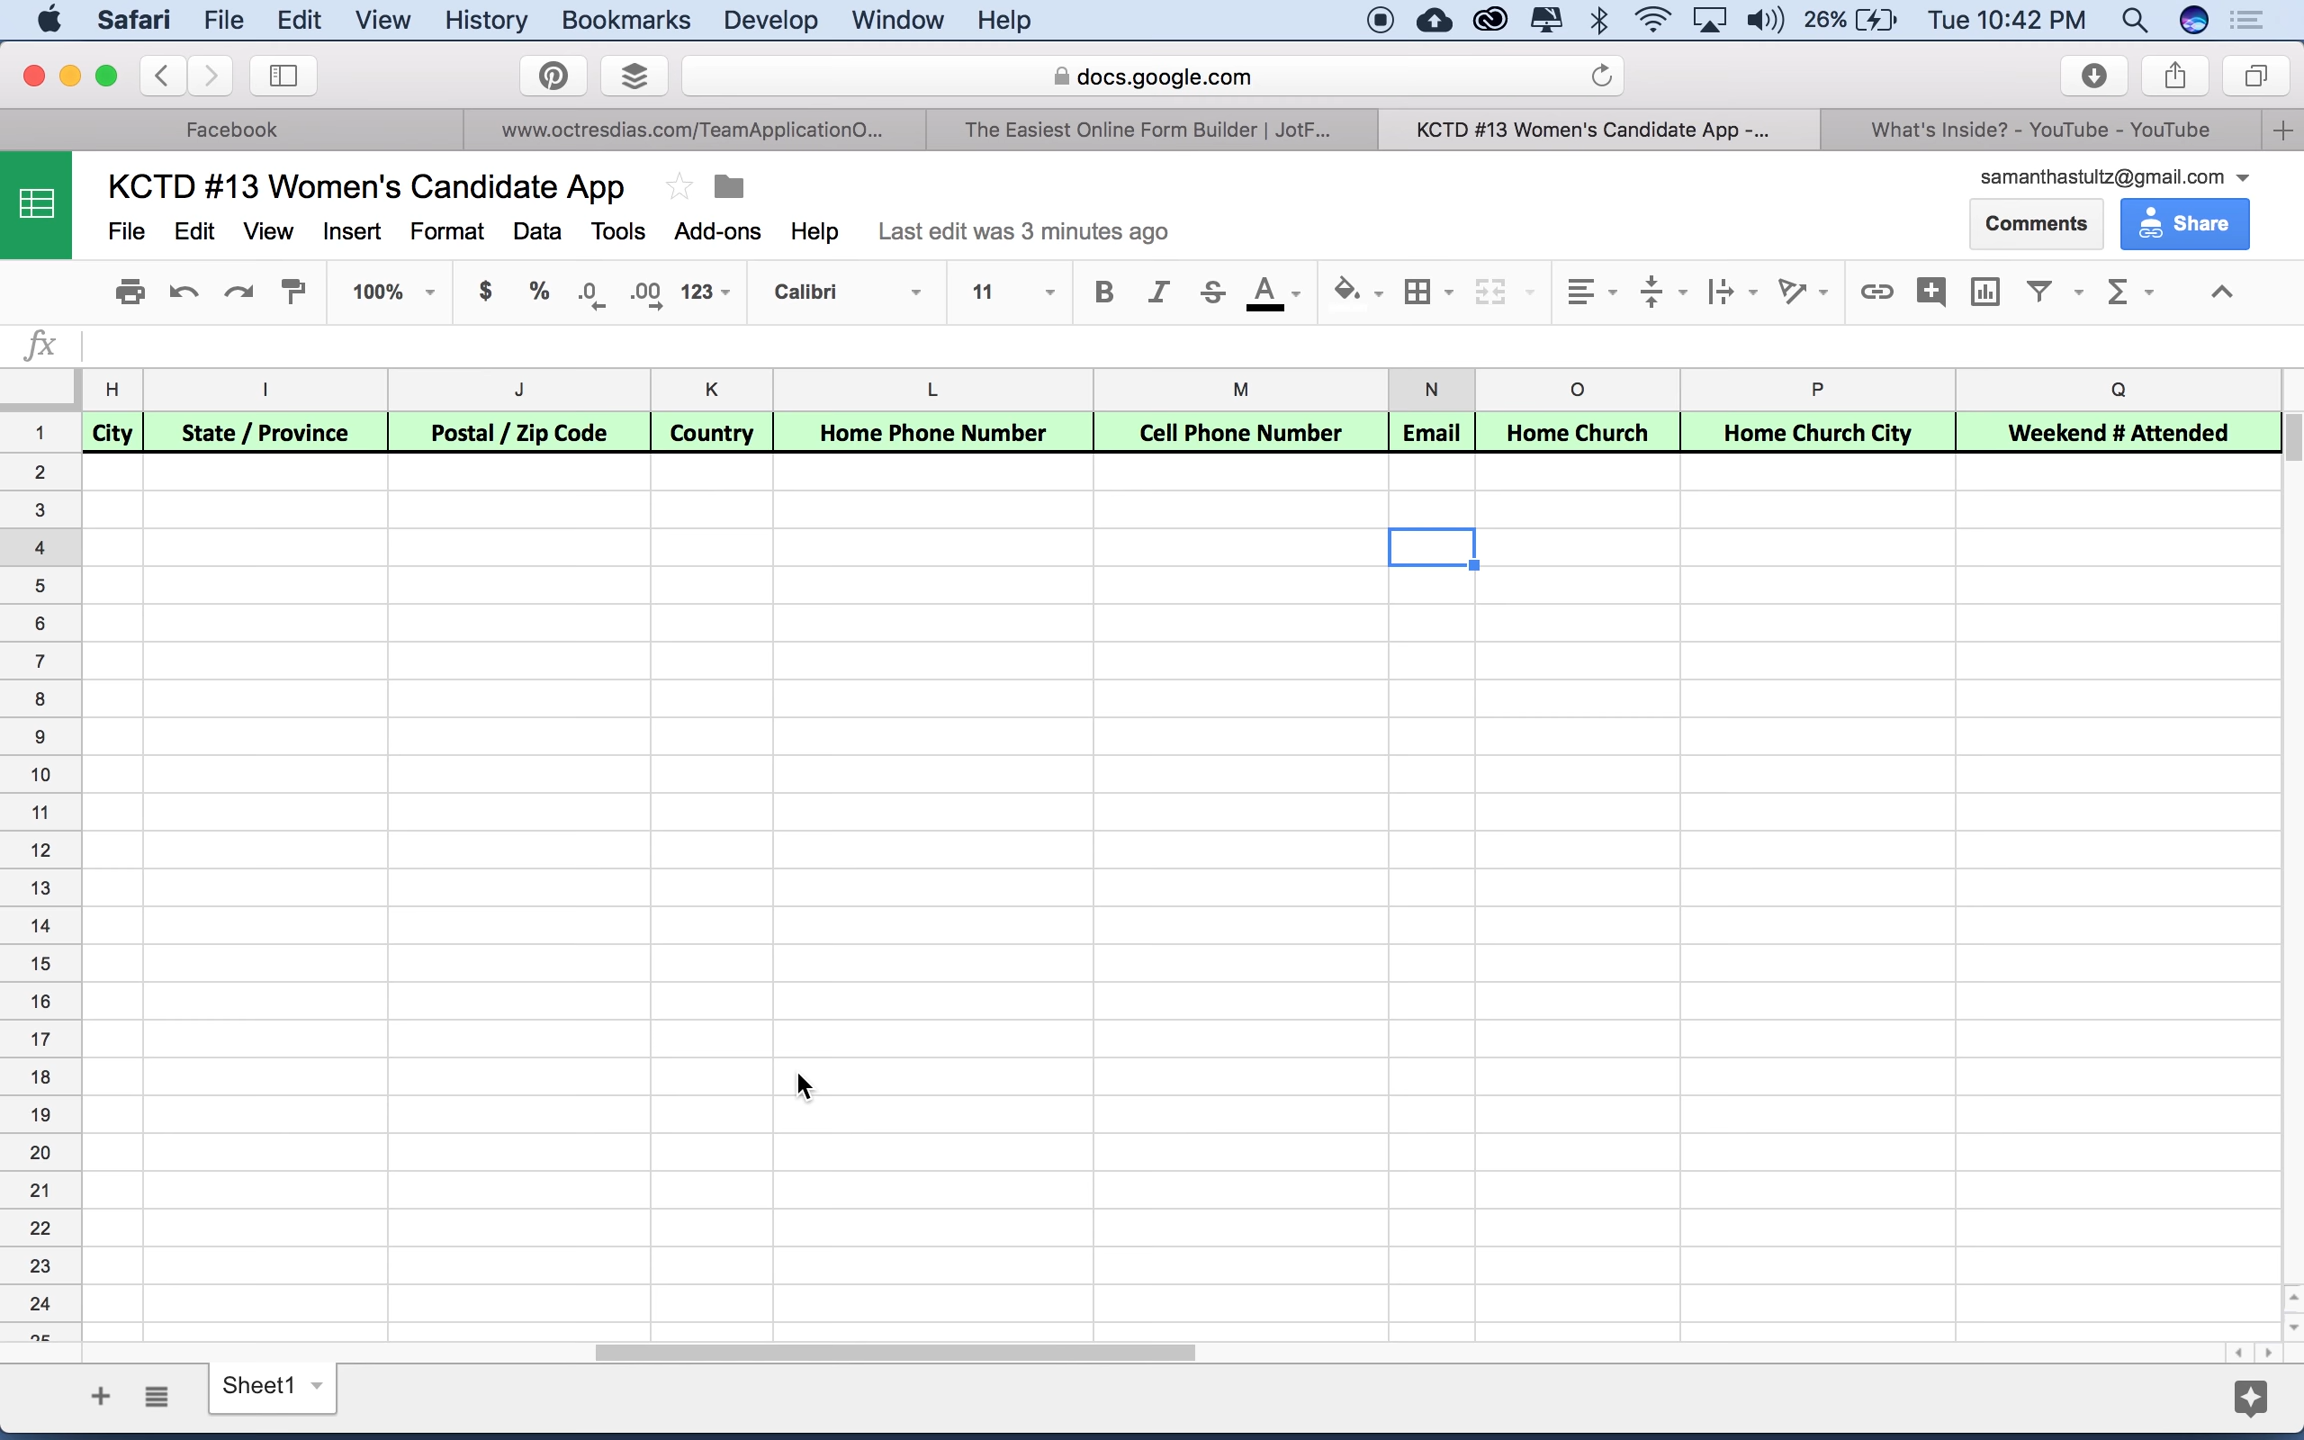 Safari File Edit View History Bookmarks Develop Window Help 26% Tue 10:42 PM
docs.google.com
Facebook www.octresdias.com/TeamApplicationO... The Easiest Online Form Builder | JotF... KCTD #13 Women's Candidate App -... What's Inside? - YouTube - YouTube
KCTD #13 Women's Candidate App samanthastultz@gmail.com
File Edit View Insert Format Data Tools Add-ons Help Last edit was 3 minutes ago Comments Share
100% $ % .0 .00 123 Calibri 11 B I S A Σ
fx
H I J K L M N O P Q
1 City State / Province Postal / Zip Code Country Home Phone Number Cell Phone Number Email Home Church Home Church City Weekend # Attended
2
3
4
5
6
7
8
9
10
11
12
13
14
15
16
17
18
19
20
21
22
23
24
25
Sheet1